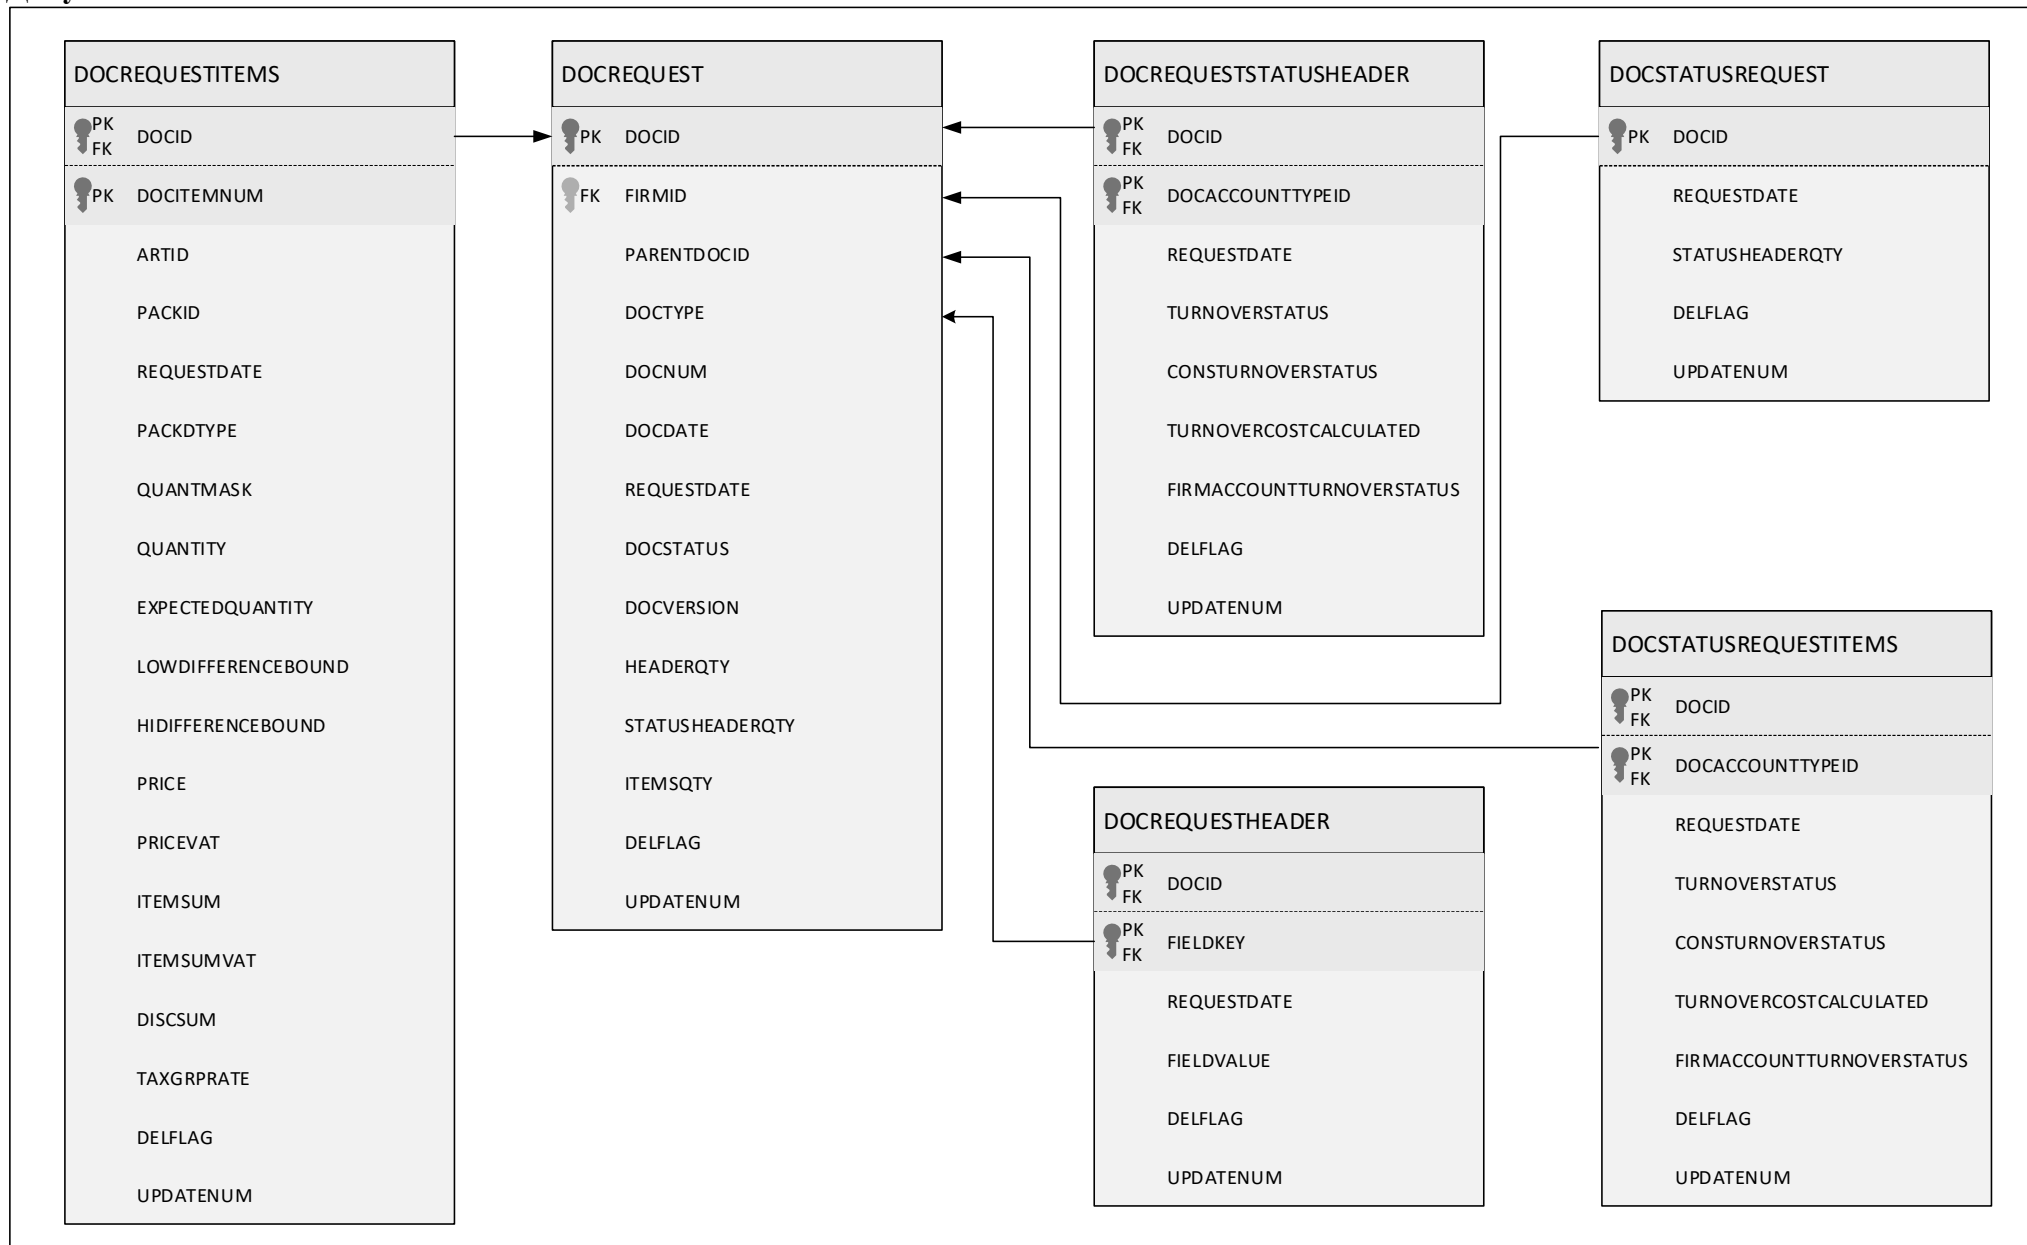 DOCREQUESTITEMS
PK
FK
DOCID
PK
DOCITEMNUM
ARTID
PACKID
REQUESTDATE
PACKDTYPE
QUANTMASK
QUANTITY
EXPECTEDQUANTITY
LOWDIFFERENCEBOUND
HIDIFFERENCEBOUND
PRICE
PRICEVAT
ITEMSUM
ITEMSUMVAT
DISCSUM
TAXGRPRATE
DELFLAG
UPDATENUM
DOCREQUEST
PK
DOCID
FK
FIRMID
PARENTDOCID
DOCTYPE
DOCNUM
DOCDATE
REQUESTDATE
DOCSTATUS
DOCVERSION
HEADERQTY
STATUSHEADERQTY
ITEMSQTY
DELFLAG
UPDATENUM
DOCREQUESTSTATUSHEADER
PK
FK
DOCID
PK
FK
DOCACCOUNTTYPEID
REQUESTDATE
TURNOVERSTATUS
CONSTURNOVERSTATUS
TURNOVERCOSTCALCULATED
FIRMACCOUNTTURNOVERSTATUS
DELFLAG
UPDATENUM
DOCREQUESTHEADER
PK
FK
DOCID
PK
FK
FIELDKEY
REQUESTDATE
FIELDVALUE
DELFLAG
UPDATENUM
DOCSTATUSREQUEST
PK
DOCID
REQUESTDATE
STATUSHEADERQTY
DELFLAG
UPDATENUM
DOCSTATUSREQUESTITEMS
PK
FK
DOCID
PK
FK
DOCACCOUNTTYPEID
REQUESTDATE
TURNOVERSTATUS
CONSTURNOVERSTATUS
TURNOVERCOSTCALCULATED
FIRMACCOUNTTURNOVERSTATUS
DELFLAG
UPDATENUM